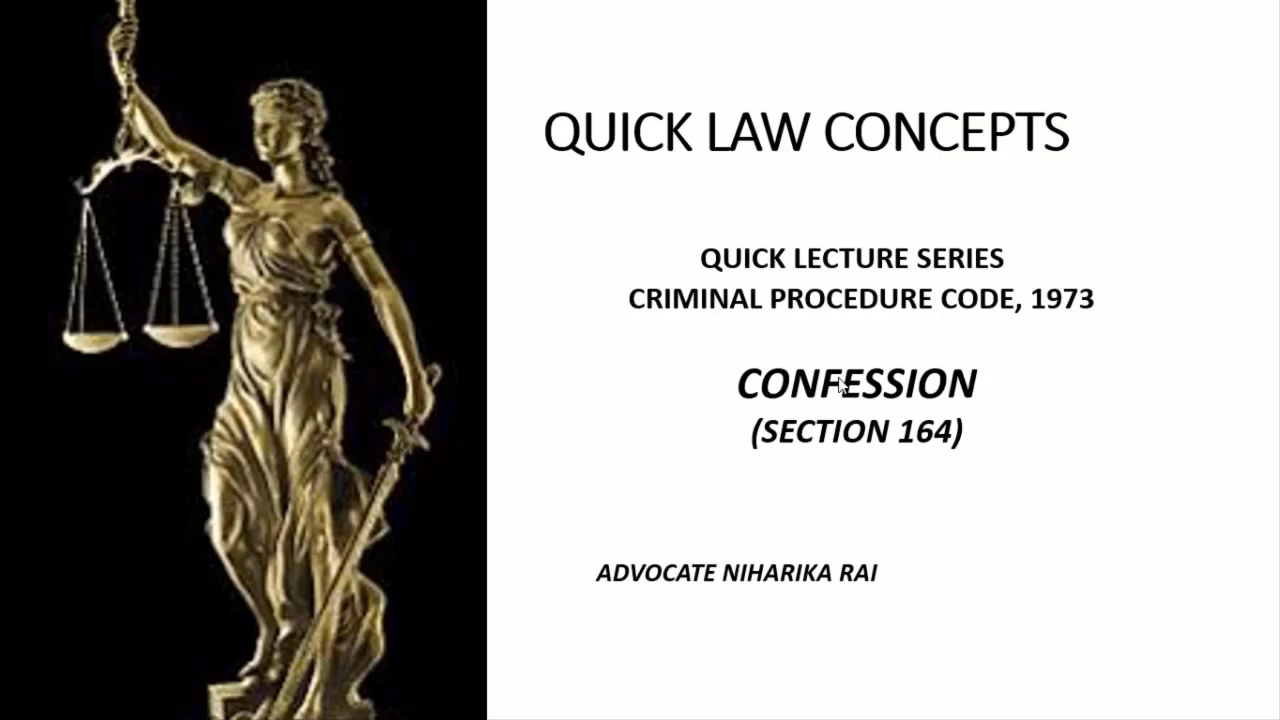 QUICK LAW CONCEPTS
QUICK LECTURE SERIES
CRIMINAL PROCEDURE CODE, 1973
CONFESSION
(SECTION 164)
ADVOCATE NIHARIKA RAI